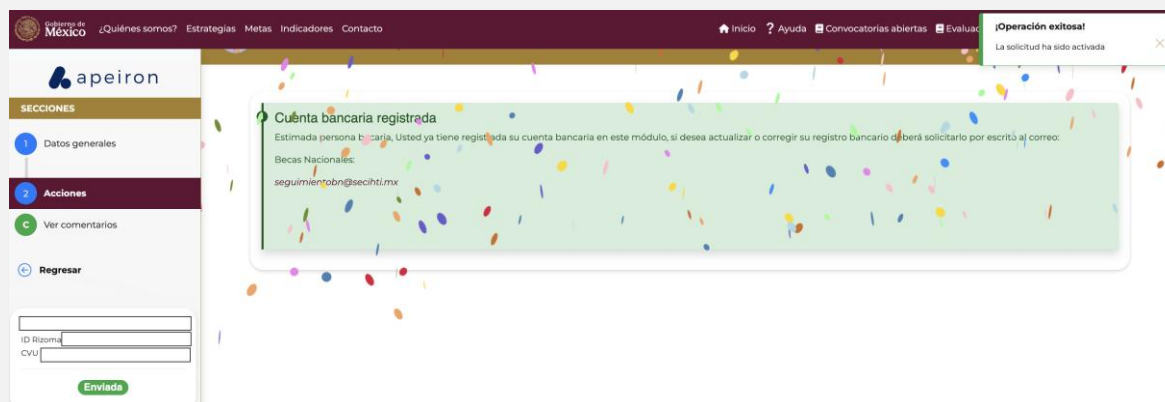 Gobierno de
México
¿Quiénes somos? Estrategias Metas Indicadores Contacto
Inicio ? Ayuda Convocatorias abiertas Evaluac
¡Operación exitosa!
La solicitud ha sido activada
apeiron
SECCIONES
1 Datos generales
2 Acciones
C Ver comentarios
Regresar
ID Rizoma
CVU
Enviada
Cuenta bancaria registrada
Estimada persona becaria, Usted ya tiene registrada su cuenta bancaria en este módulo, si desea actualizar o corregir su registro bancario deberá solicitarlo por escrito al correo:
Becas Nacionales:
seguimientobn@secihti.mx